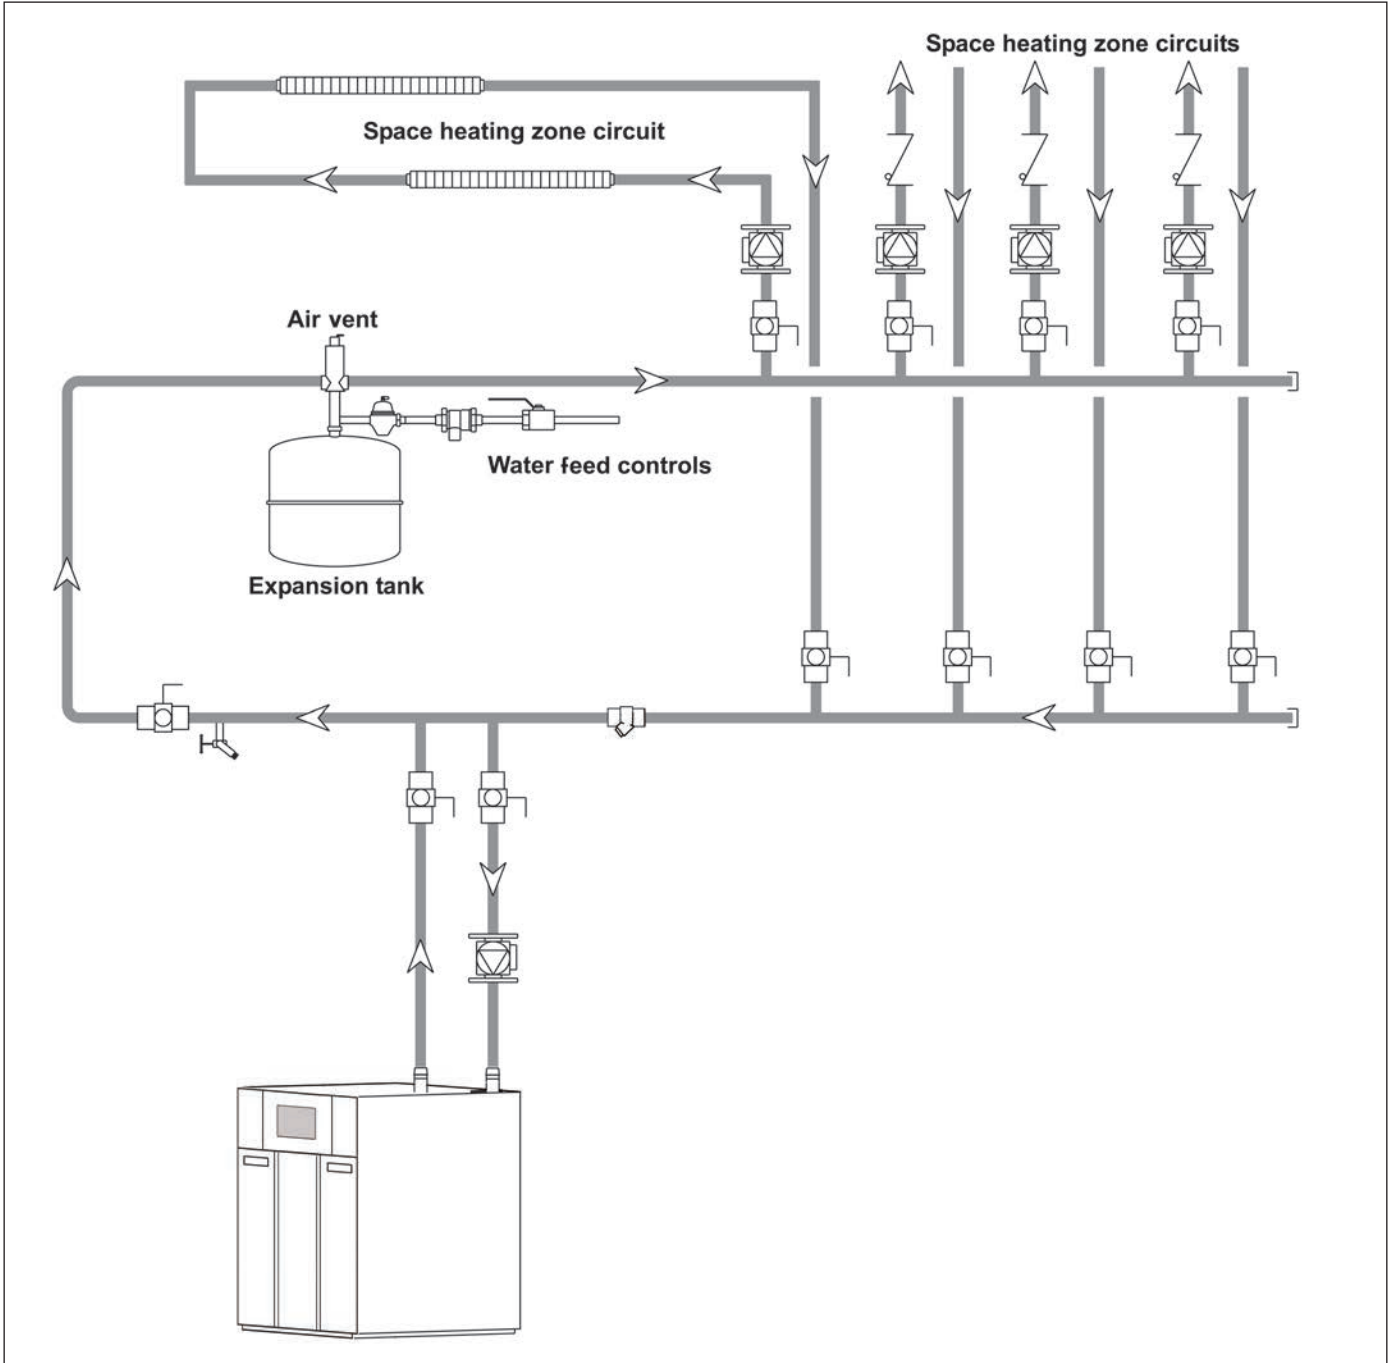 Space heating zone circuits
Space heating zone circuit
Air vent
Water feed controls
Expansion tank